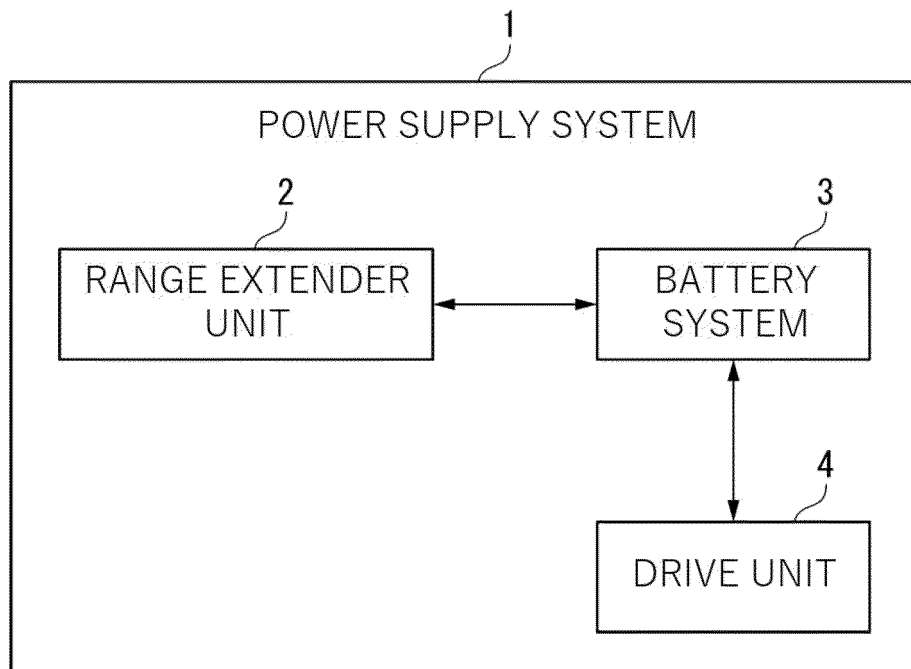 1
POWER SUPPLY SYSTEM
2
RANGE EXTENDER
UNIT
3
BATTERY
SYSTEM
4
DRIVE UNIT